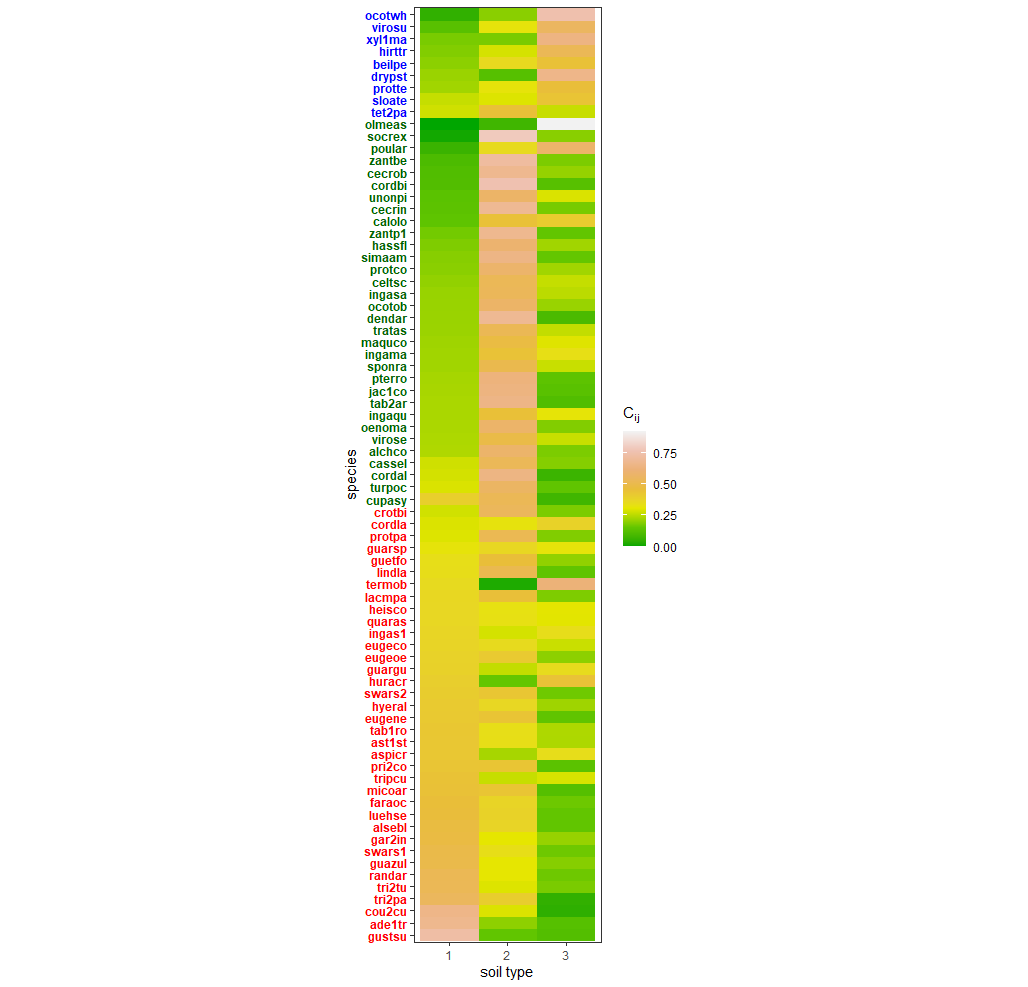 ocotwh
virosu
xyl1ma
hirttr
beilpe
drypst
protte
sloate
tet2pa
olmeas
socrex
poular
zantbe
cecrob
cordbi
unonpi
cecrin
calolo
zantp1
hassfl
simaam
protco
celtsc
ingasa
ocotob
dendar
tratas
maquco
ingama
sponra
pterro
jac1co
tab2ar
ingaqu
oenoma
virose
alchco
cassel
cordal
turpoc
cupasy
crotbi
cordla
protpa
guarsp
guetfo
lindla
termob
lacmpa
heisco
quaras
ingas1
eugeco
eugeoe
guargu
huracr
swars2
hyeral
eugene
tab1ro
ast1st
aspicr
pri2co
tripcu
micoar
faraoc
luehse
alsebl
gar2in
swars1
guazul
randar
tri2tu
tri2pa
cou2cu
ade1tr
gustsu
species
1 2 3
soil type
Cij
0.75
0.50
0.25
0.00